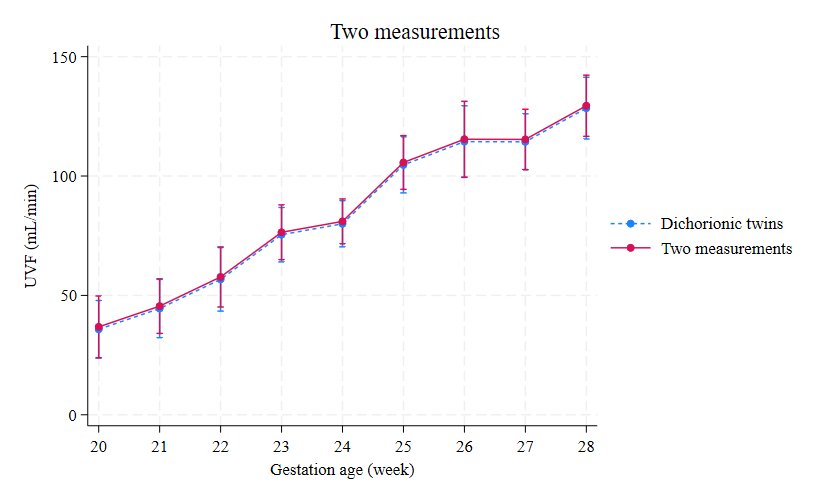 Two measurements
150
100
50
0
UVF (mL/min)
20 21 22 23 24 25 26 27 28
Gestation age (week)
Dichorionic twins
Two measurements